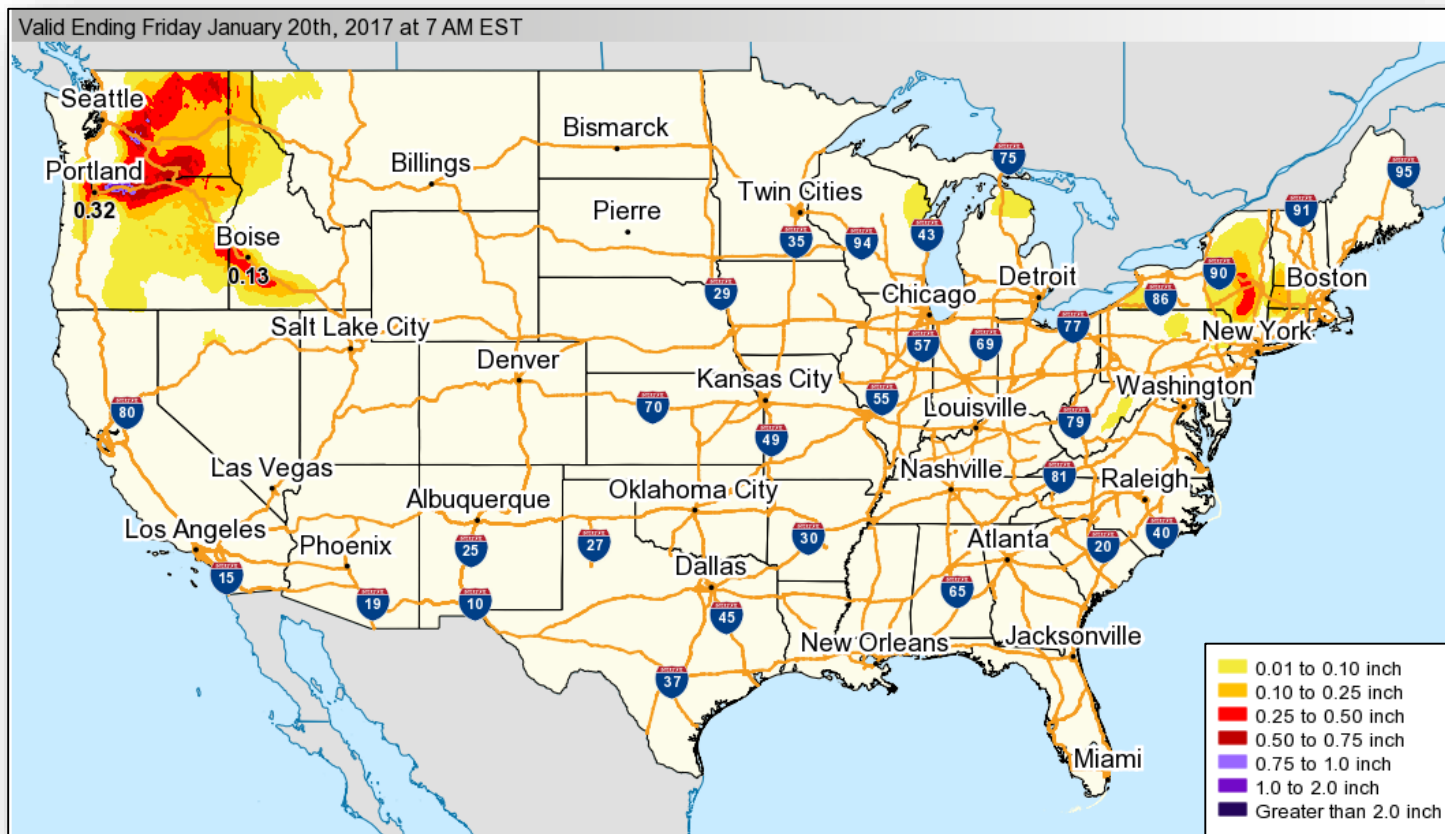 Valid Ending Friday January 20th, 2017 at 7 AM EST
Seattle
Bismarck
Portland
Billings
75
95
0.32
Twin Cities
Pierre
91
Boise
35
94
43
0.13
90
Detroit
Boston
29
Chicago
86
Salt Lake City
77
New York
Denver
57
69
Kansas City
Washington
80
70
55
Louisville
79
49
Las Vegas
Nashville
81
Albuquerque
Oklahoma City
Raleigh
Los Angeles
Phoenix
25
27
30
Atlanta
20
40
15
Dallas
19
10
45
65
New Orleans
Jacksonville
37
Miami
0.01 to 0.10 inch
0.10 to 0.25 inch
0.25 to 0.50 inch
0.50 to 0.75 inch
0.75 to 1.0 inch
1.0 to 2.0 inch
Greater than 2.0 inch